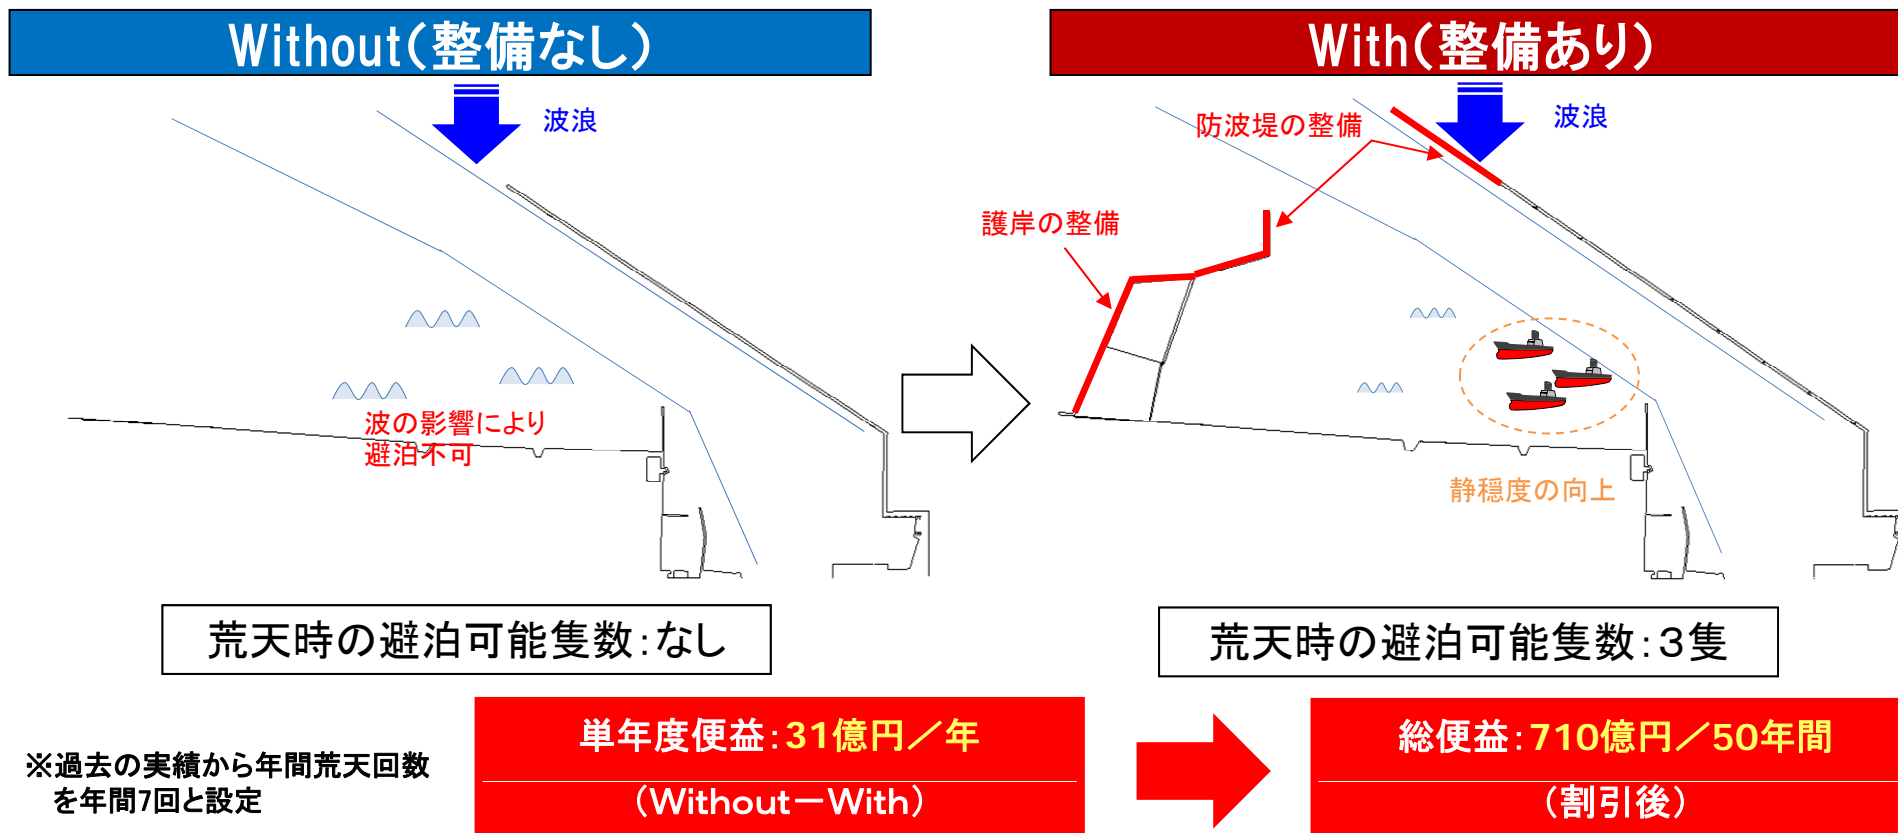 Without(整備なし)
波浪
波の影響により
避泊不可
荒天時の避泊可能隻数:なし
With(整備あり)
波浪
防波堤の整備
護岸の整備
静穏度の向上
荒天時の避泊可能隻数:3隻
※過去の実績から年間荒天回数
を年間7回と設定
単年度便益:31億円/年
(Without-With)
総便益:710億円/50年間
(割引後)